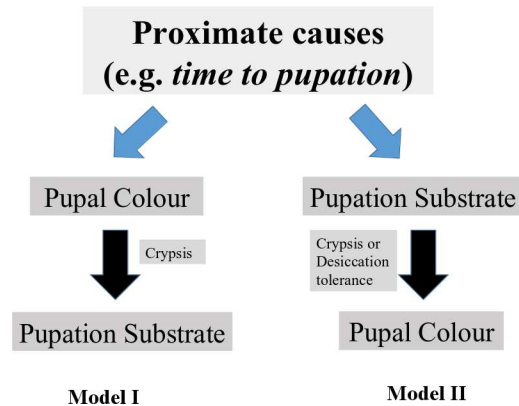 Proximate causes
(e.g. time to pupation)
Pupal Colour
Crypsis
Pupation Substrate
Model I
Pupation Substrate
Crypsis or
Desiccation
tolerance
Pupal Colour
Model II